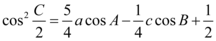 cos² C/2 = 5/4 a cos A − 1/4 c cos B + 1/2